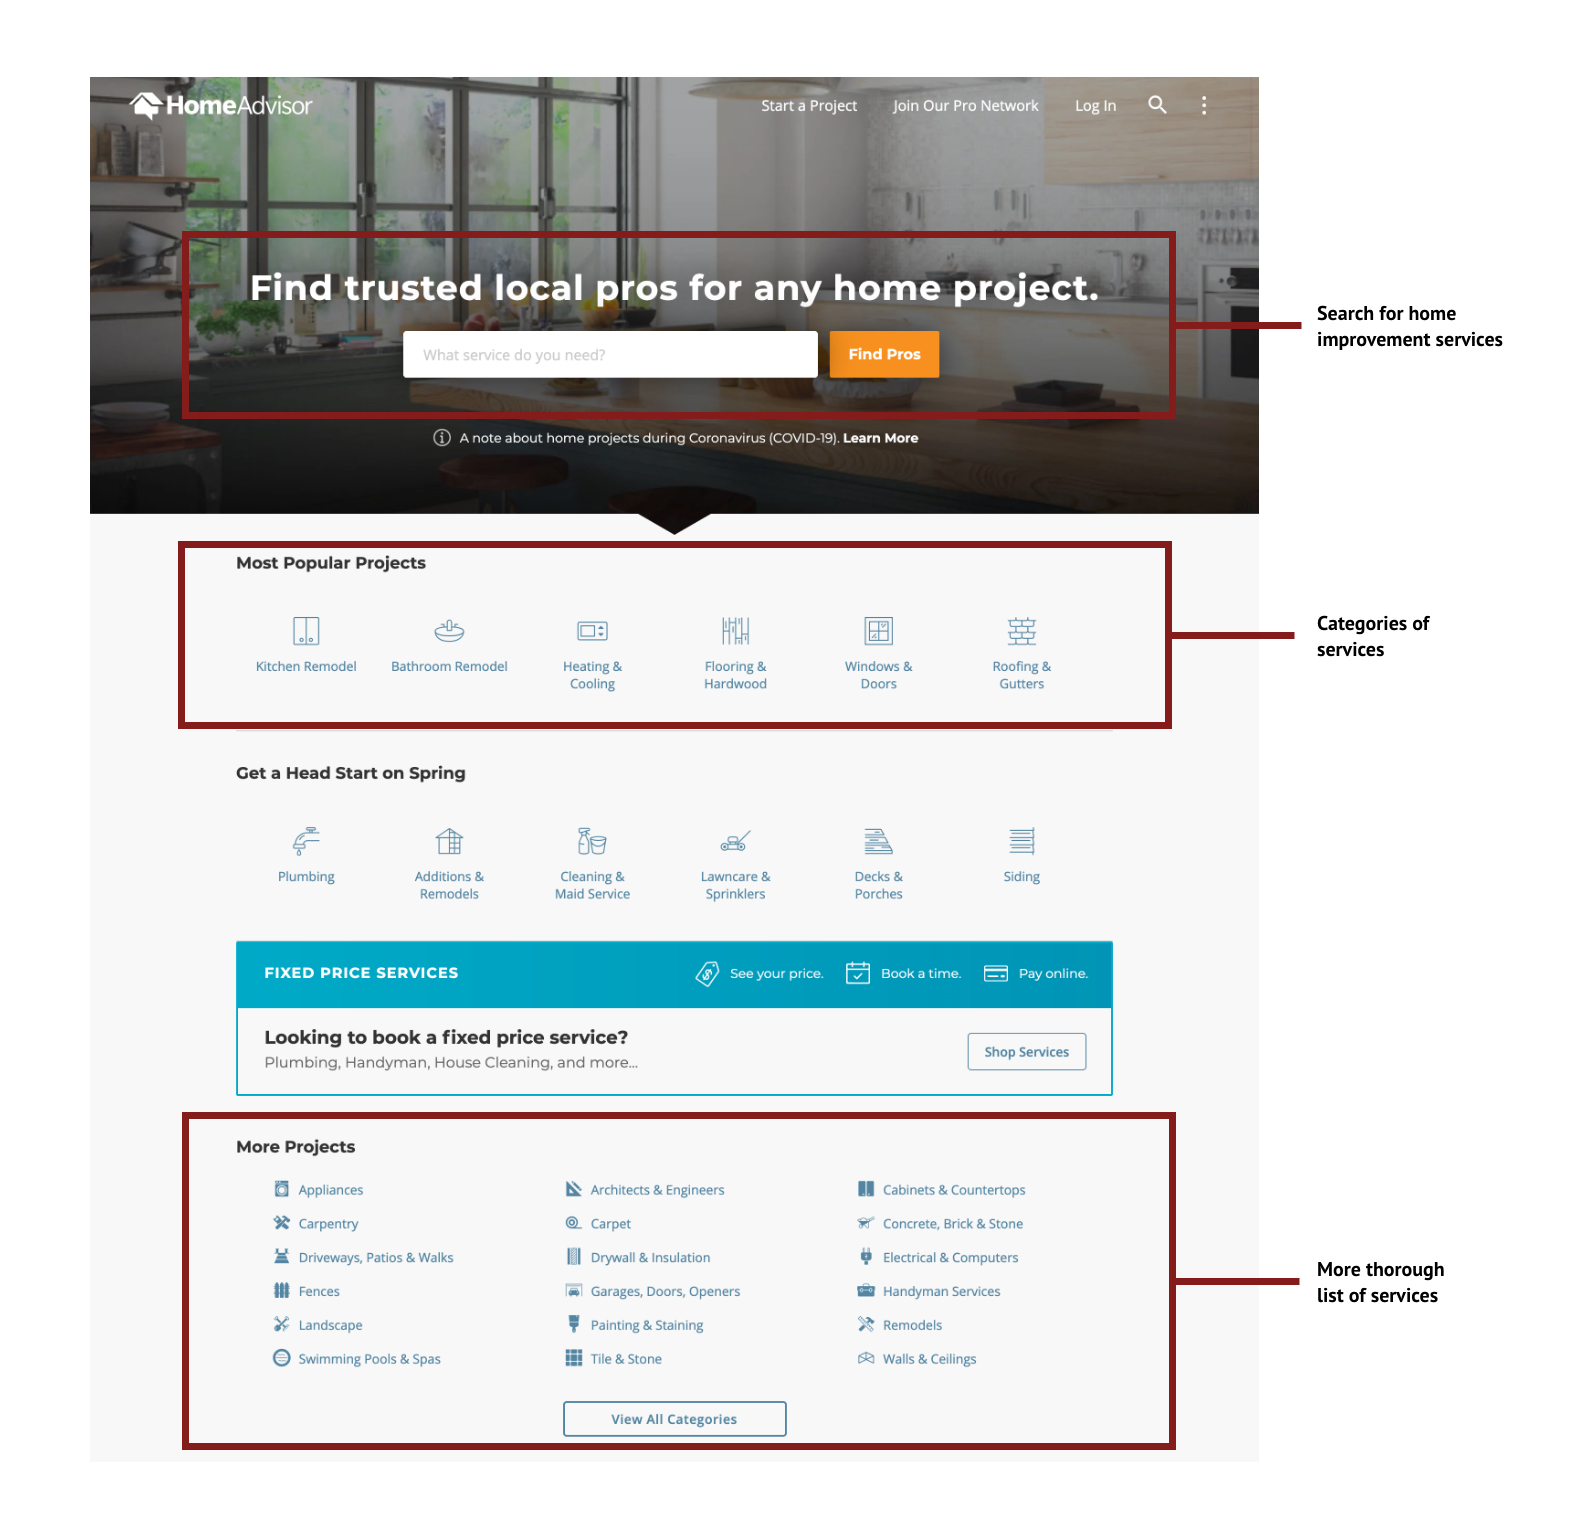 HomeAdvisor
Start a Project
Join Our Pro Network
Log In
Find trusted local pros for any home project.
What service do you need?
Find Pros
A note about home projects during Coronavirus (COVID-19). Learn More
Search for home
improvement services
Most Popular Projects
Kitchen Remodel
Bathroom Remodel
Heating &
Cooling
Flooring &
Hardwood
Windows &
Doors
Roofing &
Gutters
Categories of
services
Get a Head Start on Spring
Plumbing
Additions &
Remodels
Cleaning &
Maid Service
Lawncare &
Sprinklers
Decks &
Porches
Siding
FIXED PRICE SERVICES
See your price.
Book a time.
Pay online.
Looking to book a fixed price service?
Plumbing, Handyman, House Cleaning, and more...
Shop Services
More Projects
Appliances
Architects & Engineers
Cabinets & Countertops
Carpentry
Carpet
Concrete, Brick & Stone
Driveways, Patios & Walks
Drywall & Insulation
Electrical & Computers
Fences
Garages, Doors, Openers
Handyman Services
Landscape
Painting & Staining
Remodels
Swimming Pools & Spas
Tile & Stone
Walls & Ceilings
View All Categories
More thorough
list of services